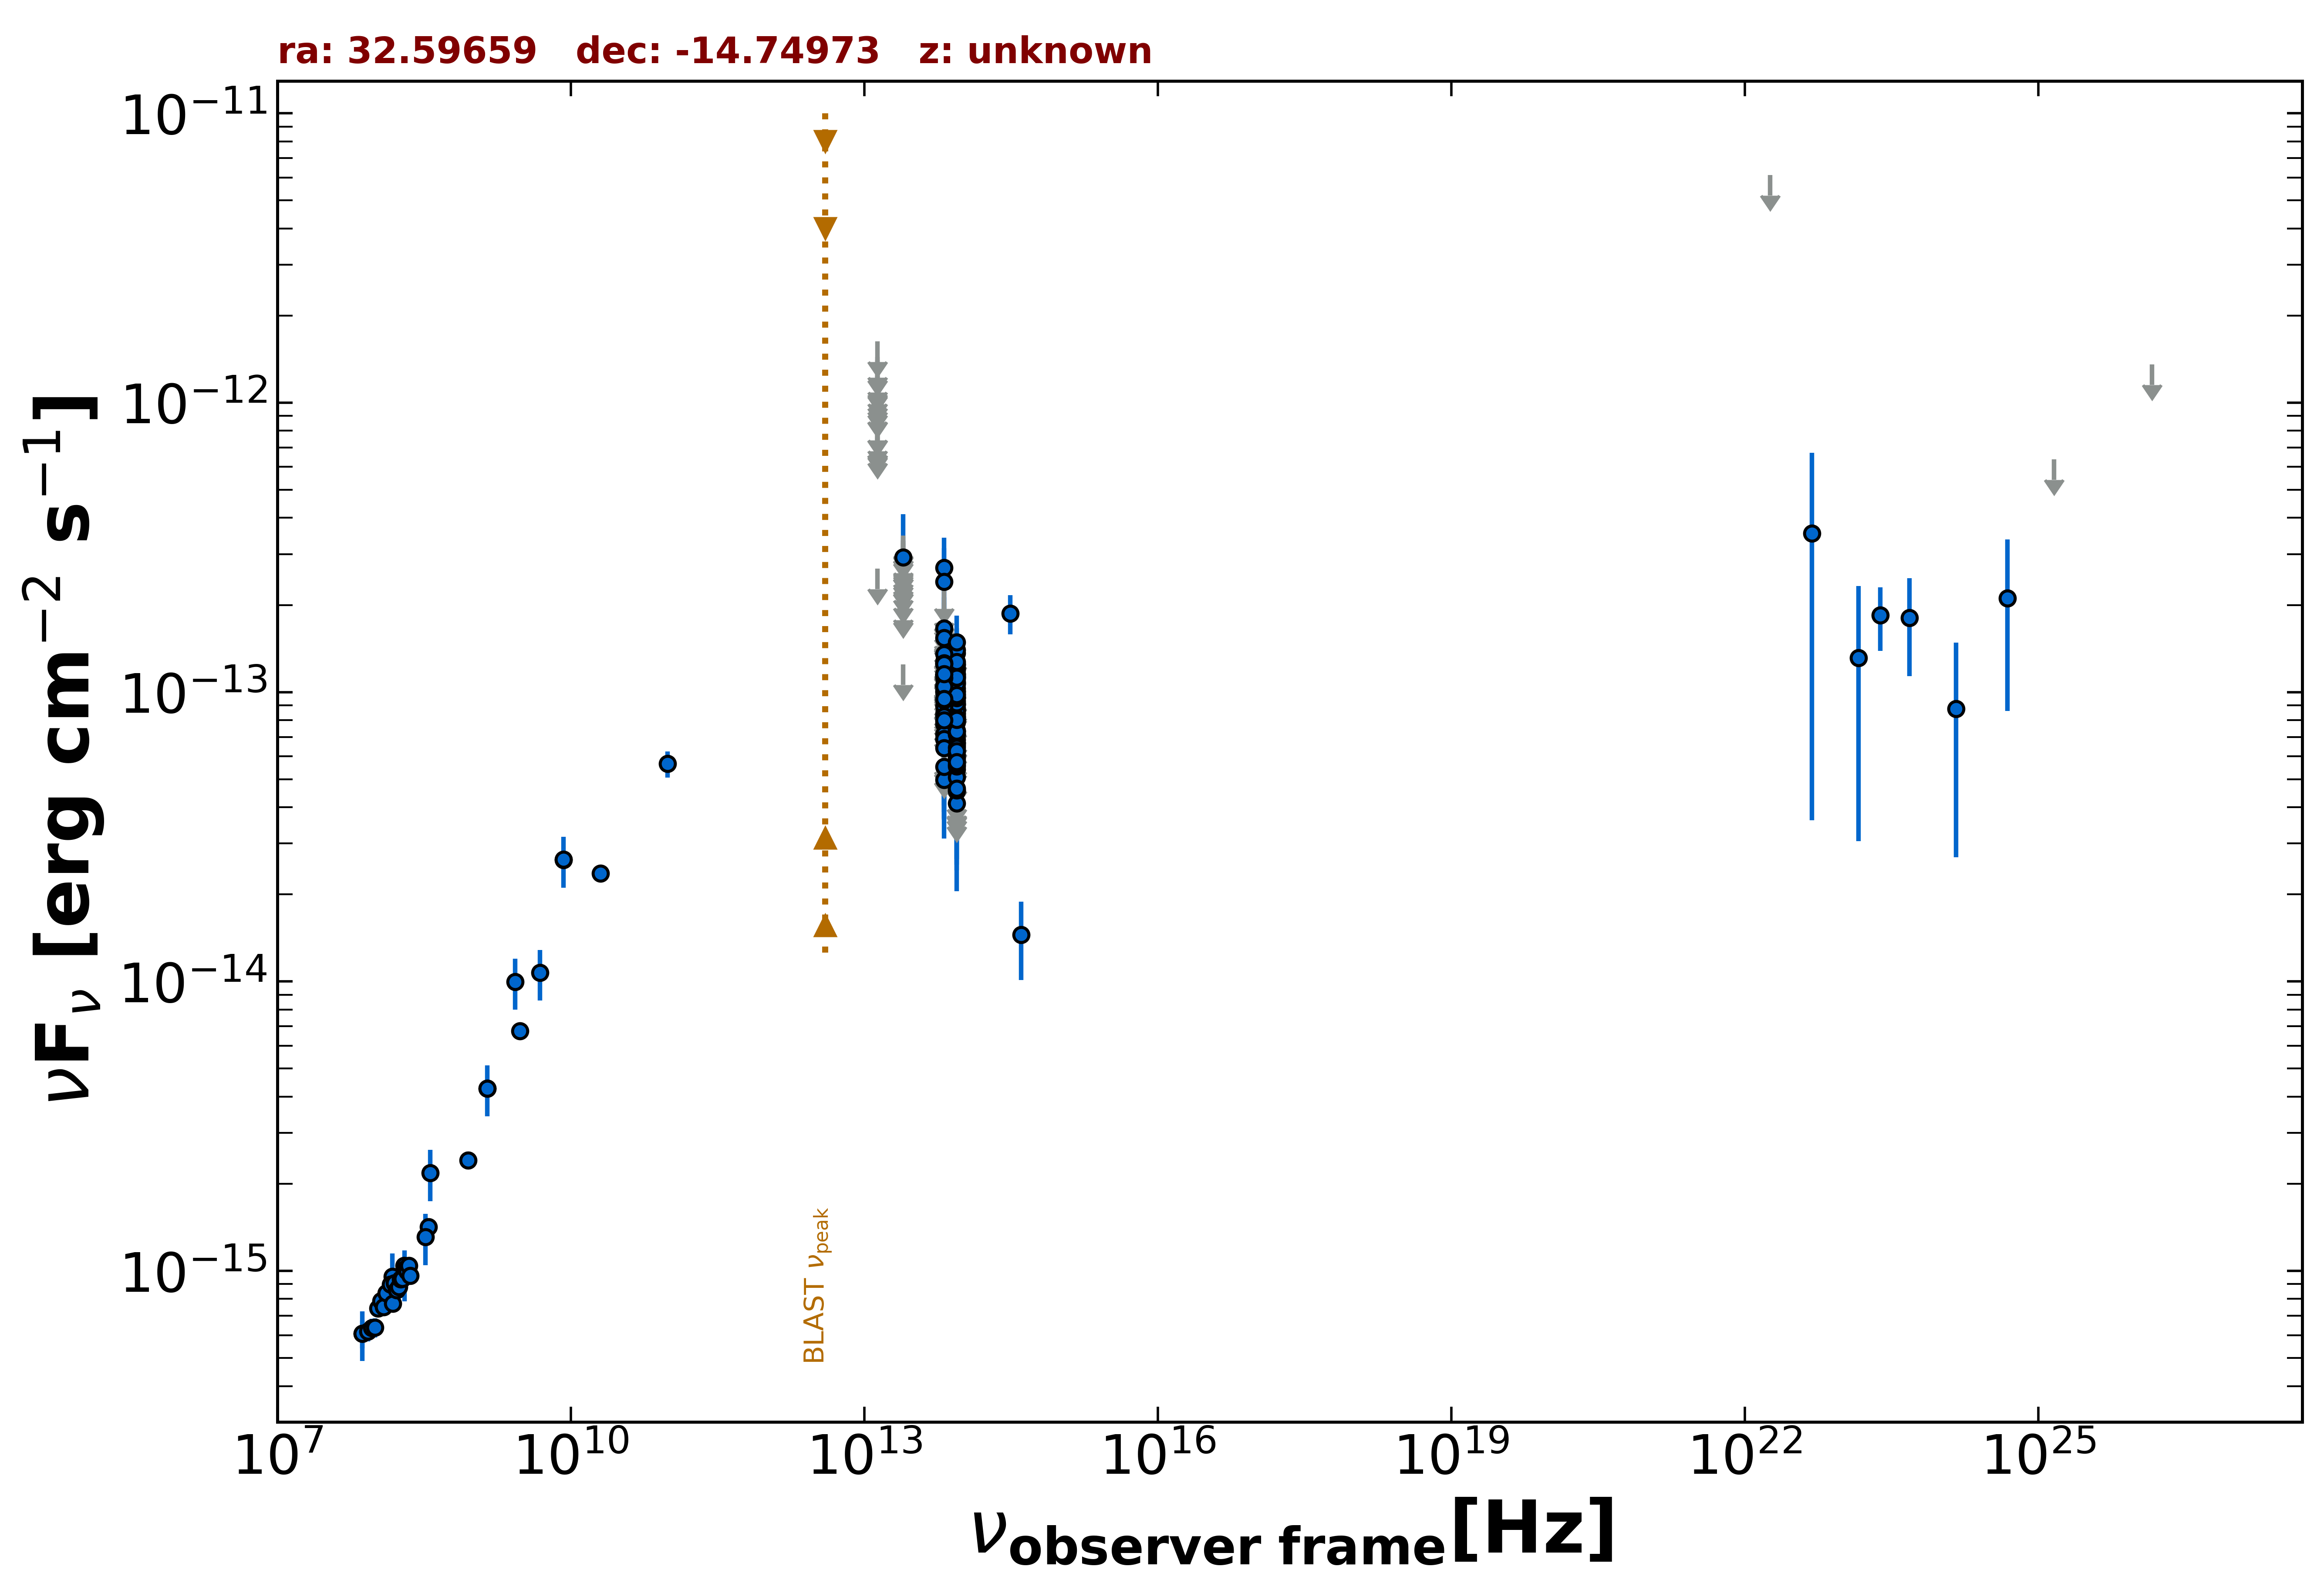 ra: 32.59659   dec: -14.74973   z: unknown
10^−11
10^−12
10^−13
10^−14
10^−15
νF_ν [erg cm^−2 s^−1]
BLAST ν_peak
10^7 10^10 10^13 10^16 10^19 10^22 10^25
ν_observer frame [Hz]